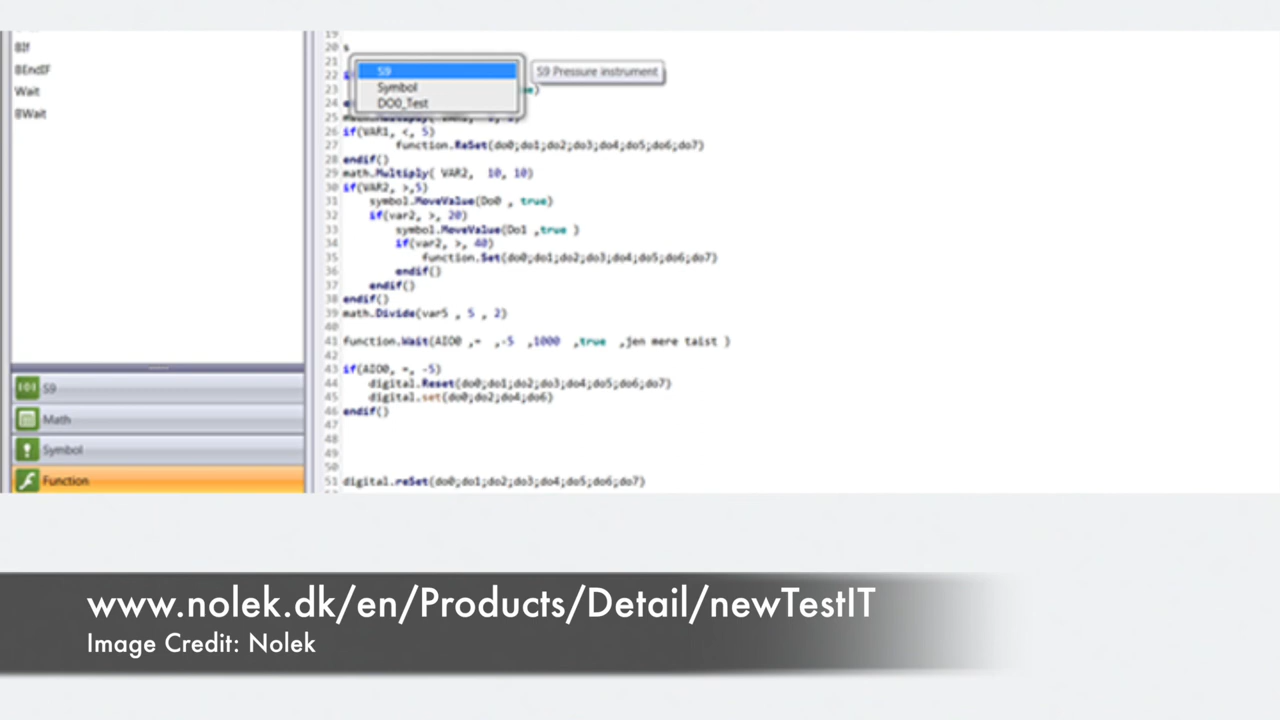 BIf
BEndIF
Wait
BWait
S9
Math
Symbol
Function
19
20 s
S9
Symbol
DO0_Test
S9 Pressure instrument
21
22
23 e)
24
25 math.Multiply( VAR1,
26 if(VAR1, <, 5)
27 function.ReSet(do0;do1;do2;do3;do4;do5;do6;do7)
28 endif()
29 math.Multiply( VAR2, 10, 10)
30 if(VAR2, >,5)
31 symbol.MoveValue(Do0 , true)
32 if(var2, >, 20)
33 symbol.MoveValue(Do1 ,true )
34 if(var2, >, 40)
35 function.Set(do0;do1;do2;do3;do4;do5;do6;do7)
36 endif()
37 endif()
38 endif()
39 math.Divide(var5 , 5 , 2)
40
41 function.Wait(AIO0 ,= ,-5 ,1000 ,true ,jen mere taist )
42
43 if(AIO0, =, -5)
44 digital.Reset(do0;do1;do2;do3;do4;do5;do6;do7)
45 digital.set(do0;do2;do4;do6)
46 endif()
47
48
49
50
51 digital.reSet(do0;do1;do2;do3;do4;do5;do6;do7)
www.nolek.dk/en/Products/Detail/newTestIT
Image Credit: Nolek